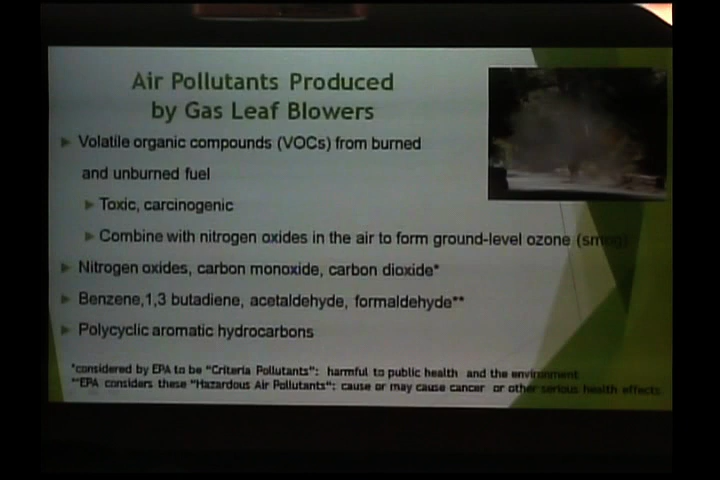 Air Pollutants Produced
by Gas Leaf Blowers
Volatile organic compounds (VOCs) from burned
and unburned fuel
Toxic, carcinogenic
Combine with nitrogen oxides in the air to form ground-level ozone (smog)
Nitrogen oxides, carbon monoxide, carbon dioxide*
Benzene,1,3 butadiene, acetaldehyde, formaldehyde**
Polycyclic aromatic hydrocarbons
*considered by EPA to be "Criteria Pollutants": harmful to public health and the environment
**EPA considers these "Hazardous Air Pollutants": cause or may cause cancer or other serious health effects